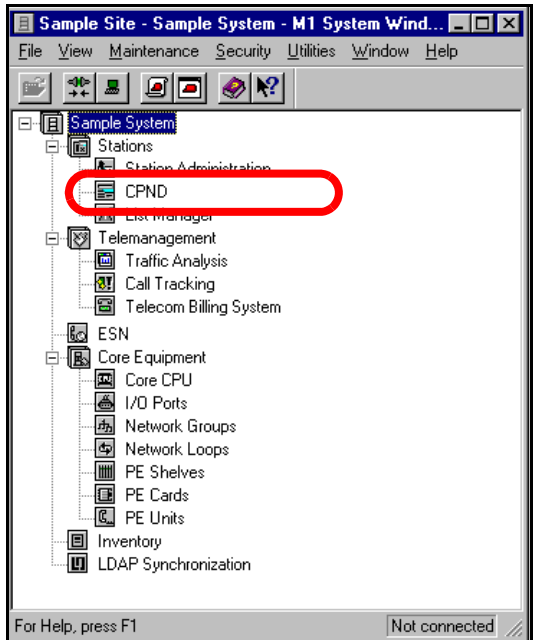 Sample Site - Sample System - M1 System Wind...
File View Maintenance Security Utilities Window Help
Sample System
Stations
Station Administration
CPND
List Manager
Telemanagement
Traffic Analysis
Call Tracking
Telecom Billing System
ESN
Core Equipment
Core CPU
I/O Ports
Network Groups
Network Loops
PE Shelves
PE Cards
PE Units
Inventory
LDAP Synchronization
For Help, press F1 Not connected